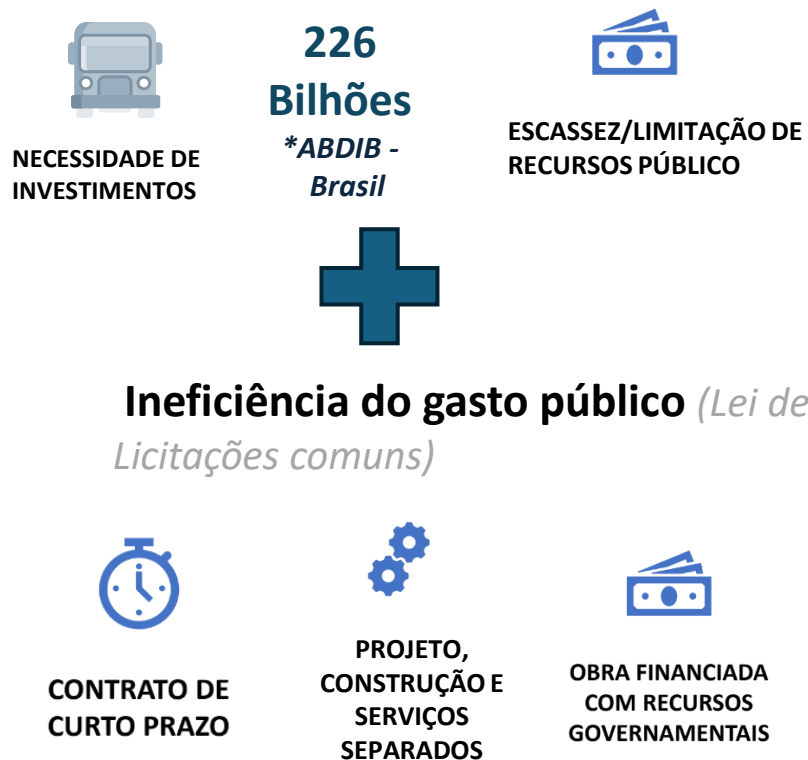 NECESSIDADE DE
INVESTIMENTOS
226
Bilhões
*ABDIB -
Brasil
ESCASSEZ/LIMITAÇÃO DE
RECURSOS PÚBLICO
Ineficiência do gasto público (Lei de
Licitações comuns)
CONTRATO DE
CURTO PRAZO
PROJETO,
CONSTRUÇÃO E
SERVIÇOS
SEPARADOS
OBRA FINANCIADA
COM RECURSOS
GOVERNAMENTAIS